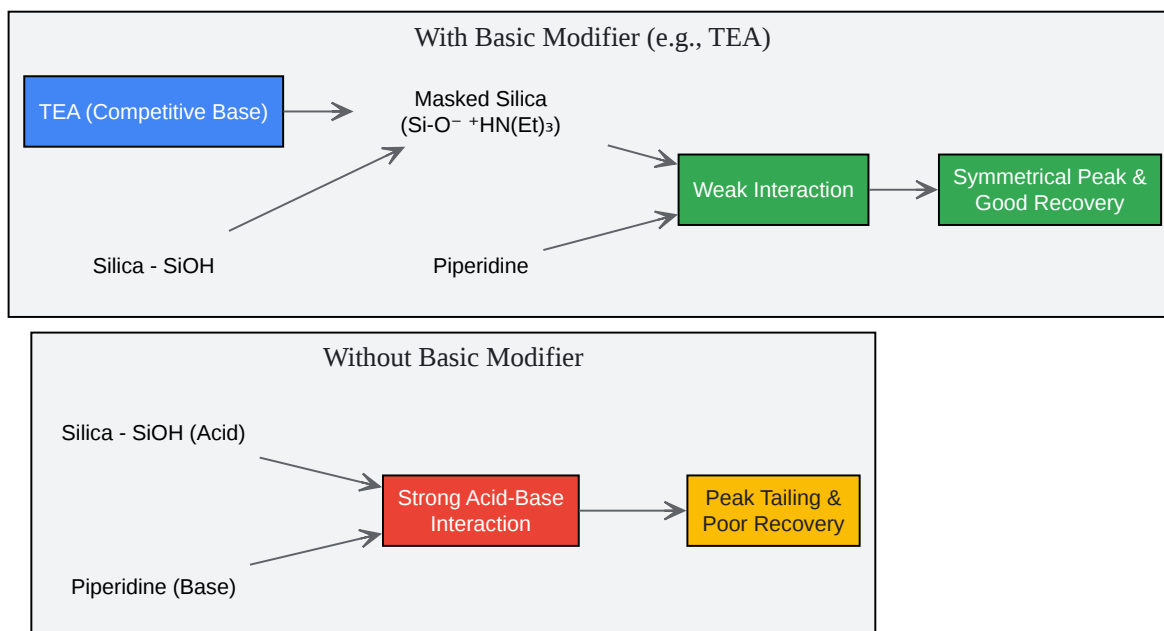 With Basic Modifier (e.g., TEA)
TEA (Competitive Base)
Masked Silica
(Si-O⁻ ⁺HN(Et)₃)
Silica - SiOH
Piperidine
Weak Interaction
Symmetrical Peak &
Good Recovery
Without Basic Modifier
Silica - SiOH (Acid)
Piperidine (Base)
Strong Acid-Base
Interaction
Peak Tailing &
Poor Recovery